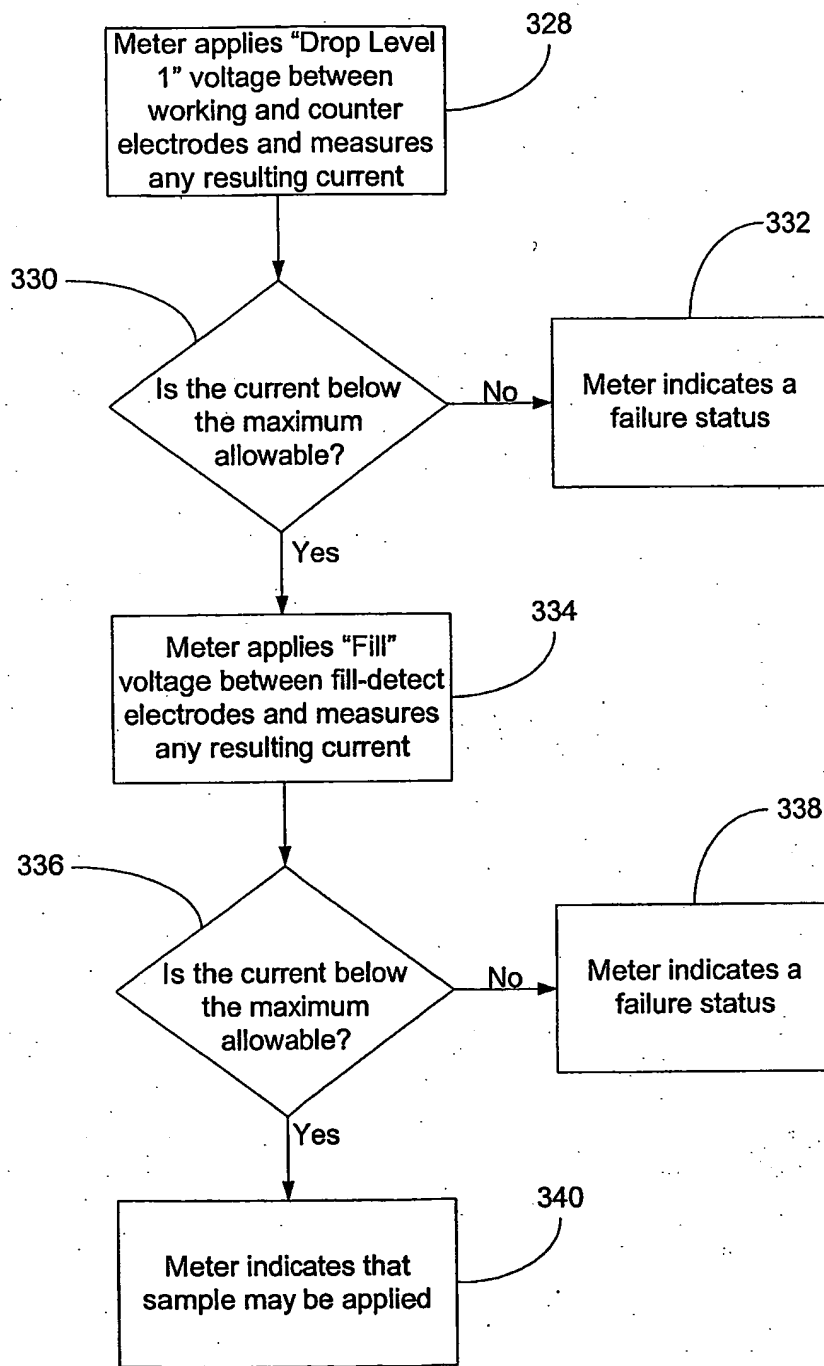 Meter applies “Drop Level
1” voltage between
working and counter
electrodes and measures
any resulting current
328
330
Is the current below
the maximum
allowable?
No
332
Meter indicates a
failure status
Yes
334
Meter applies “Fill”
voltage between fill-detect
electrodes and measures
any resulting current
336
Is the current below
the maximum
allowable?
No
338
Meter indicates a
failure status
Yes
340
Meter indicates that
sample may be applied